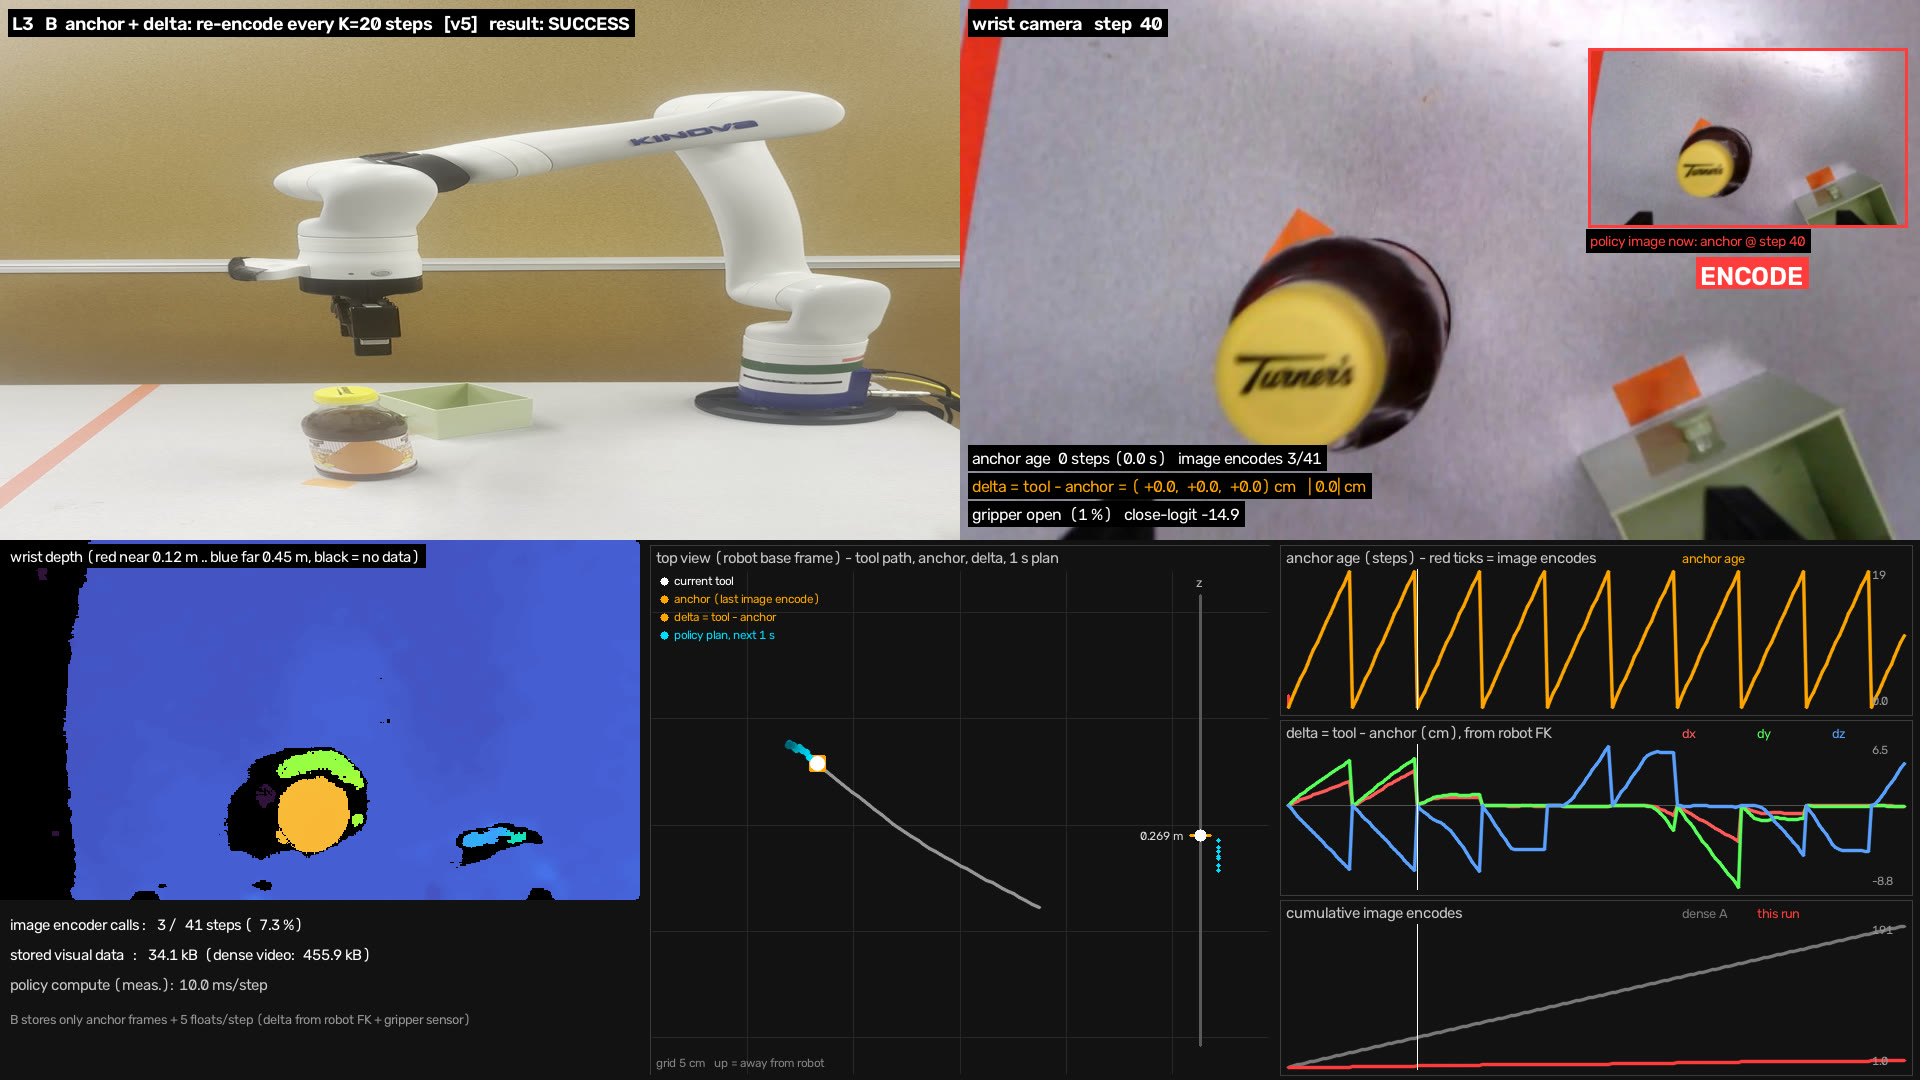 L3 B anchor + delta: re-encode every K=20 steps [v5] result: SUCCESS
KINOVA
wrist camera step 40
Turner's
policy image now: anchor @ step 40
ENCODE
Turner's
anchor age 0 steps (0.0 s) image encodes 3/41
delta = tool - anchor = ( +0.0, +0.0, +0.0) cm |0.0| cm
gripper open (1 %) close-logit -14.9
wrist depth (red near 0.12 m .. blue far 0.45 m, black = no data)
image encoder calls : 3 / 41 steps ( 7.3 %)
stored visual data : 34.1 kB (dense video: 455.9 kB)
policy compute (meas.): 10.0 ms/step
B stores only anchor frames + 5 floats/step (delta from robot FK + gripper sensor)
top view (robot base frame) - tool path, anchor, delta, 1 s plan
current tool
anchor (last image encode)
delta = tool - anchor
policy plan, next 1 s
z
0.269 m
grid 5 cm up = away from robot
anchor age (steps) - red ticks = image encodes
anchor age
19
0.0
delta = tool - anchor (cm), from robot FK
dx
dy
dz
6.5
-8.8
cumulative image encodes
dense A
this run
191
1.0